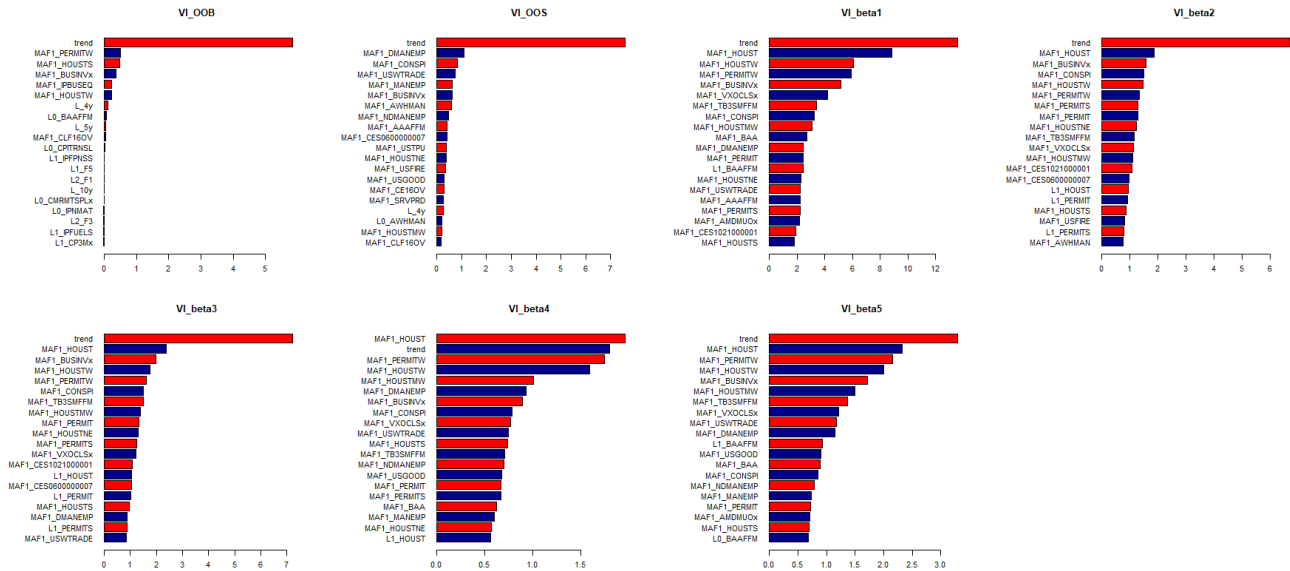 VI_OOB
trend
MAF1_PERMITW
MAF1_HOUSTS
MAF1_BUSINVx
MAF1_IPBUSEQ
MAF1_HOUSTW
L_4y
L0_BAAFFM
L_5y
MAF1_CLF16OV
L0_CPITRNSL
L1_IPFPNSS
L1_F5
L2_F1
L_10y
L0_CMRMTSPLx
L0_IPNMAT
L2_F3
L1_IPFUELS
L1_CP3Mx
0 1 2 3 4 5
VI_OOS
trend
MAF1_DMANEMP
MAF1_CONSPI
MAF1_USWTRADE
MAF1_MANEMP
MAF1_BUSINVx
MAF1_AWHMAN
MAF1_NDMANEMP
MAF1_AAAFFM
MAF1_CES0600000007
MAF1_USTPU
MAF1_HOUSTNE
MAF1_USFIRE
MAF1_USGOOD
MAF1_CE16OV
MAF1_SRVPRD
L_4y
L0_AWHMAN
MAF1_HOUSTMW
MAF1_CLF16OV
0 1 2 3 4 5 6 7
VI_beta1
trend
MAF1_HOUST
MAF1_HOUSTW
MAF1_PERMITW
MAF1_BUSINVx
MAF1_VXOCLSx
MAF1_TB3SMFFM
MAF1_CONSPI
MAF1_HOUSTMW
MAF1_BAA
MAF1_DMANEMP
MAF1_PERMIT
L1_BAAFFM
MAF1_HOUSTNE
MAF1_USWTRADE
MAF1_AAAFFM
MAF1_PERMITS
MAF1_AMDMUOx
MAF1_CES1021000001
MAF1_HOUSTS
0 2 4 6 8 10 12
VI_beta2
trend
MAF1_HOUST
MAF1_BUSINVx
MAF1_CONSPI
MAF1_HOUSTW
MAF1_PERMITW
MAF1_PERMITS
MAF1_PERMIT
MAF1_HOUSTNE
MAF1_TB3SMFFM
MAF1_VXOCLSx
MAF1_HOUSTMW
MAF1_CES1021000001
MAF1_CES0600000007
L1_HOUST
L1_PERMIT
MAF1_HOUSTS
MAF1_USFIRE
L1_PERMITS
MAF1_AWHMAN
0 1 2 3 4 5 6
VI_beta3
trend
MAF1_HOUST
MAF1_BUSINVx
MAF1_HOUSTW
MAF1_PERMITW
MAF1_CONSPI
MAF1_TB3SMFFM
MAF1_HOUSTMW
MAF1_PERMIT
MAF1_HOUSTNE
MAF1_PERMITS
MAF1_VXOCLSx
MAF1_CES1021000001
L1_HOUST
MAF1_CES0600000007
L1_PERMIT
MAF1_HOUSTS
MAF1_DMANEMP
L1_PERMITS
MAF1_USWTRADE
0 1 2 3 4 5 6 7
VI_beta4
MAF1_HOUST
trend
MAF1_PERMITW
MAF1_HOUSTW
MAF1_HOUSTMW
MAF1_DMANEMP
MAF1_BUSINVx
MAF1_CONSPI
MAF1_VXOCLSx
MAF1_USWTRADE
MAF1_HOUSTS
MAF1_TB3SMFFM
MAF1_NDMANEMP
MAF1_USGOOD
MAF1_PERMIT
MAF1_PERMITS
MAF1_BAA
MAF1_MANEMP
MAF1_HOUSTNE
L1_HOUST
0.0 0.5 1.0 1.5
VI_beta5
trend
MAF1_HOUST
MAF1_PERMITW
MAF1_HOUSTW
MAF1_BUSINVx
MAF1_HOUSTMW
MAF1_TB3SMFFM
MAF1_VXOCLSx
MAF1_USWTRADE
MAF1_DMANEMP
L1_BAAFFM
MAF1_USGOOD
MAF1_BAA
MAF1_CONSPI
MAF1_NDMANEMP
MAF1_MANEMP
MAF1_PERMIT
MAF1_AMDMUOx
MAF1_HOUSTS
L0_BAAFFM
0.0 0.5 1.0 1.5 2.0 2.5 3.0